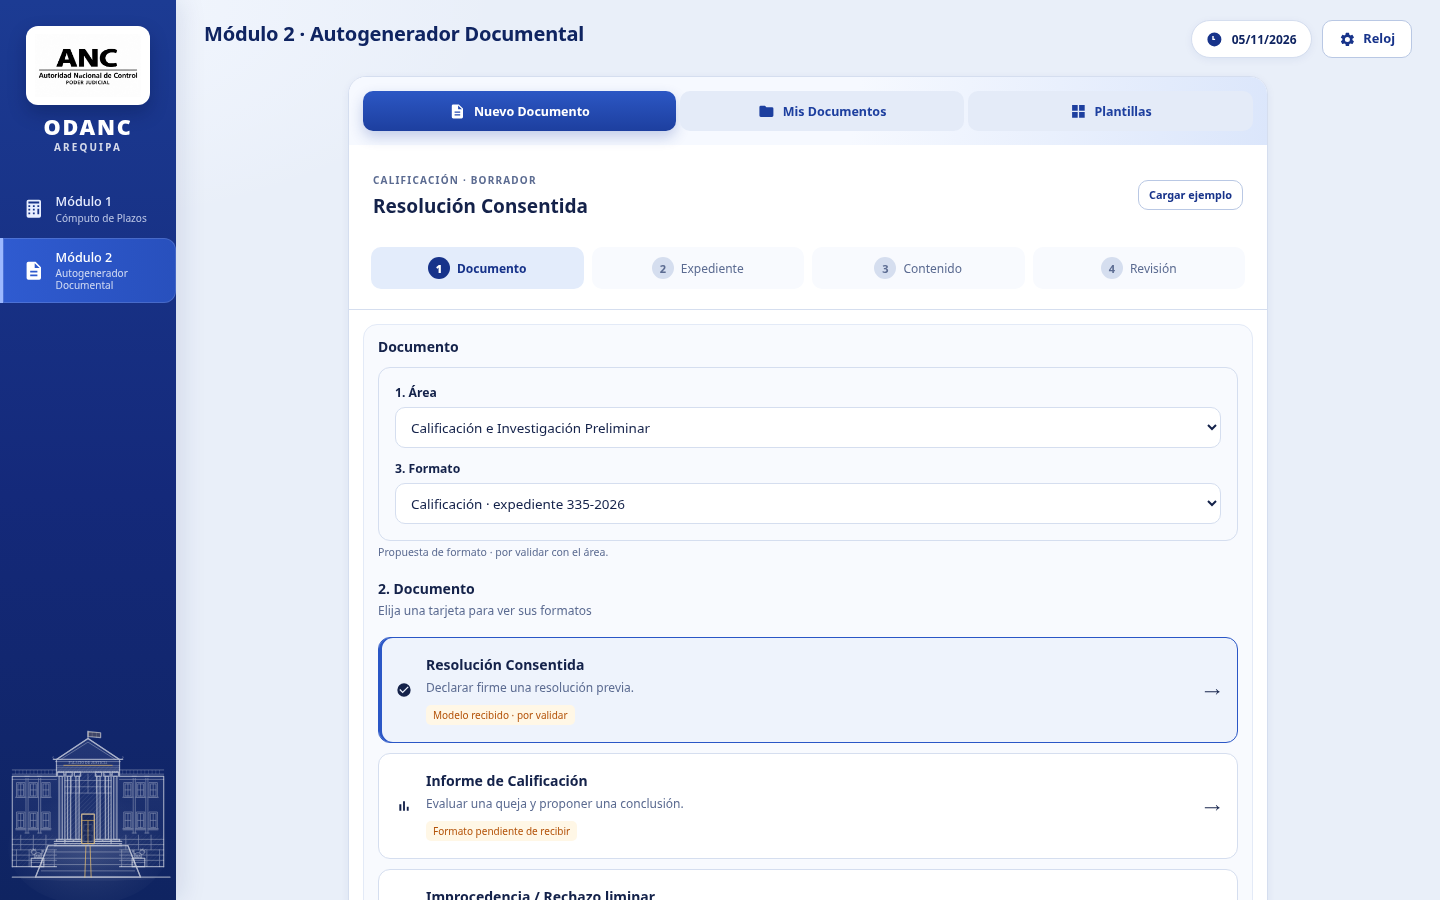 ANC
Autoridad Nacional de Control
PODER JUDICIAL
ODANC
AREQUIPA
Módulo 1
Cómputo de Plazos
Módulo 2
Autogenerador
Documental
Módulo 2 · Autogenerador Documental
05/11/2026
Reloj
Nuevo Documento
Mis Documentos
Plantillas
CALIFICACIÓN · BORRADOR
Resolución Consentida
Cargar ejemplo
1 Documento
2 Expediente
3 Contenido
4 Revisión
Documento
1. Área
Calificación e Investigación Preliminar
3. Formato
Calificación · expediente 335-2026
Propuesta de formato · por validar con el área.
2. Documento
Elija una tarjeta para ver sus formatos
Resolución Consentida
Declarar firme una resolución previa.
Modelo recibido · por validar
→
Informe de Calificación
Evaluar una queja y proponer una conclusión.
Formato pendiente de recibir
→
Improcedencia / Rechazo liminar